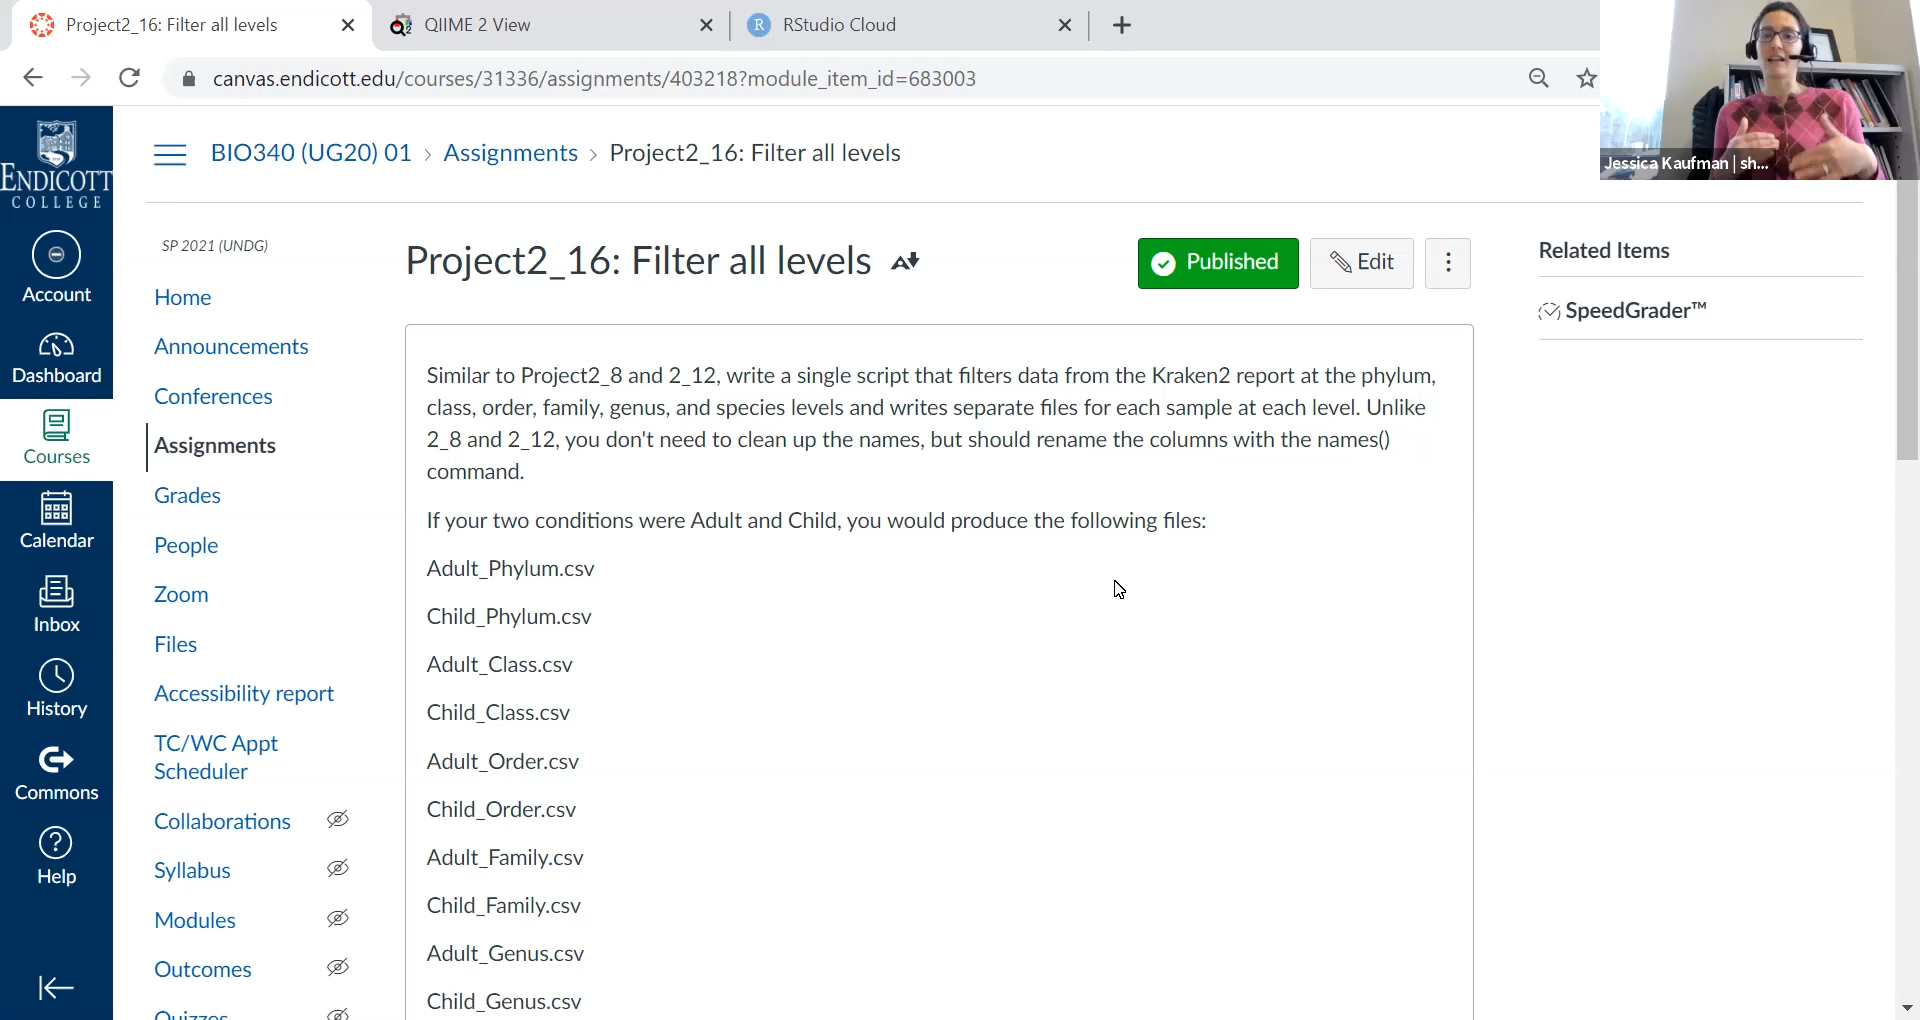 Project2_16: Filter all levels
QIIME 2 View
RStudio Cloud
canvas.endicott.edu/courses/31336/assignments/403218?module_item_id=683003
Jessica Kaufman | sh...
ENDICOTT
COLLEGE
Account
Dashboard
Courses
Calendar
Inbox
History
Commons
Help
BIO340 (UG20) 01 › Assignments › Project2_16: Filter all levels
SP 2021 (UNDG)
Home
Announcements
Conferences
Assignments
Grades
People
Zoom
Files
Accessibility report
TC/WC Appt
Scheduler
Collaborations
Syllabus
Modules
Outcomes
Quizzes
Project2_16: Filter all levels
Published
Edit
Similar to Project2_8 and 2_12, write a single script that filters data from the Kraken2 report at the phylum,
class, order, family, genus, and species levels and writes separate files for each sample at each level. Unlike
2_8 and 2_12, you don't need to clean up the names, but should rename the columns with the names()
command.
If your two conditions were Adult and Child, you would produce the following files:
Adult_Phylum.csv
Child_Phylum.csv
Adult_Class.csv
Child_Class.csv
Adult_Order.csv
Child_Order.csv
Adult_Family.csv
Child_Family.csv
Adult_Genus.csv
Child_Genus.csv
Related Items
SpeedGrader™